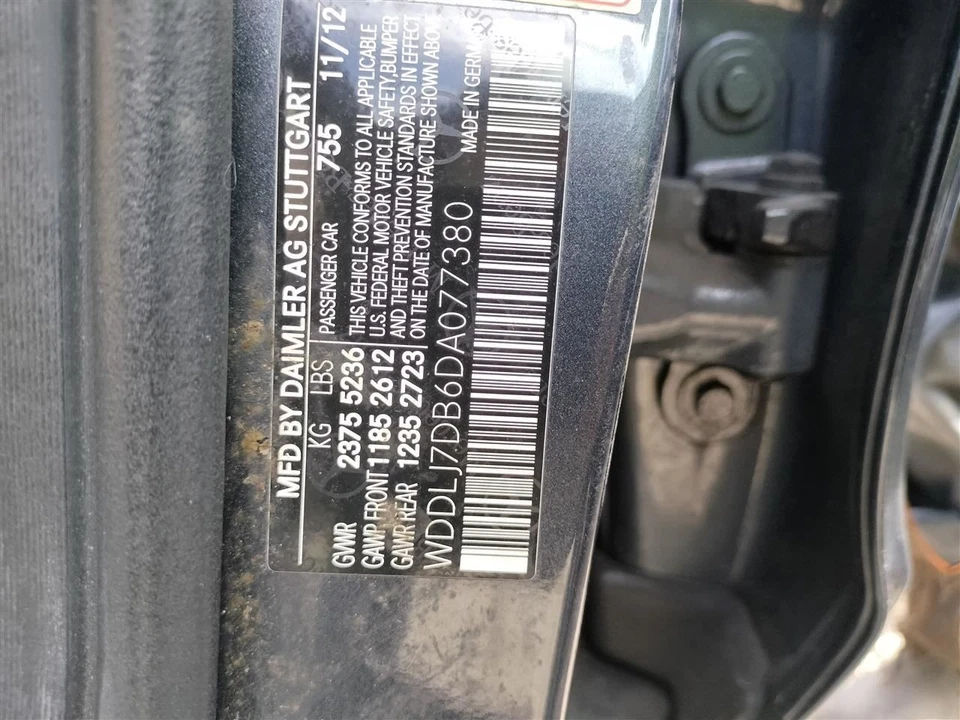 MFD BY DAIMLER AG STUTTGART
KG LBS PASSENGER CAR 755 11/12
GVWR 2375 5236
GAWP FRONT 1185 2612
GAWR REAR 1235 2723
THIS VEHICLE CONFORMS TO ALL APPLICABLE
U.S. FEDERAL MOTOR VEHICLE SAFETY,BUMPER
AND THEFT PREVENTION STANDARDS IN EFFECT
ON THE DATE OF MANUFACTURE SHOWN ABOVE
WDDLJ7DB6DA077380 MADE IN GERMANY